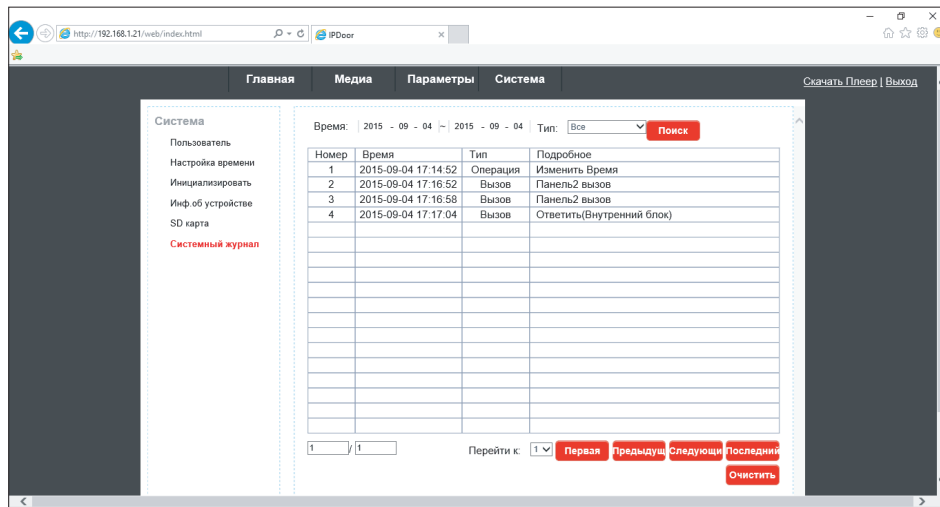 http://192.168.1.21/web/index.html
IPDoor
Главная Медиа Параметры Система
Скачать Плеер | Выход
Система
Пользователь
Настройка времени
Инициализировать
Инф.об устройстве
SD карта
Системный журнал
Время: 2015 - 09 - 04 ~ 2015 - 09 - 04 Тип: Все Поиск
Номер Время Тип Подробное
1 2015-09-04 17:14:52 Операция Изменить Время
2 2015-09-04 17:16:52 Вызов Панель2 вызов
3 2015-09-04 17:16:58 Вызов Панель2 вызов
4 2015-09-04 17:17:04 Вызов Ответить(Внутренний блок)
1 / 1 Перейти к: 1 Первая Предыдущ Следующи Последний
Очистить